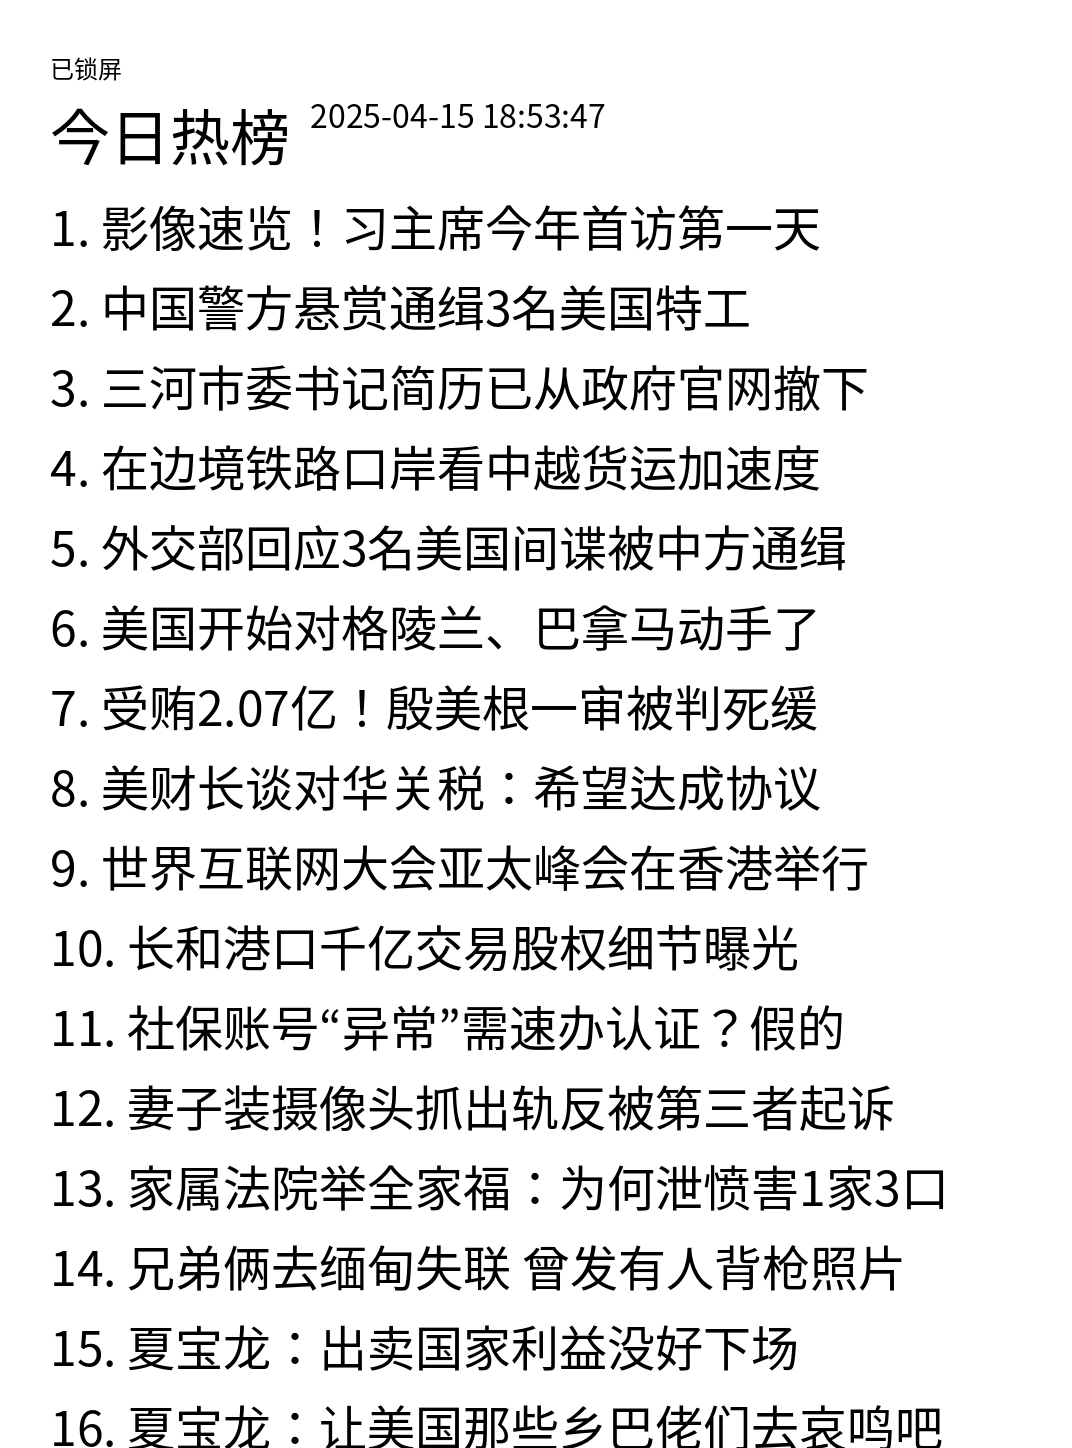 已锁屏
今日热榜 2025-04-15 18:53:47
1. 影像速览！习主席今年首访第一天
2. 中国警方悬赏通缉3名美国特工
3. 三河市委书记简历已从政府官网撤下
4. 在边境铁路口岸看中越货运加速度
5. 外交部回应3名美国间谍被中方通缉
6. 美国开始对格陵兰、巴拿马动手了
7. 受贿2.07亿！殷美根一审被判死缓
8. 美财长谈对华关税：希望达成协议
9. 世界互联网大会亚太峰会在香港举行
10. 长和港口千亿交易股权细节曝光
11. 社保账号“异常”需速办认证？假的
12. 妻子装摄像头抓出轨反被第三者起诉
13. 家属法院举全家福：为何泄愤害1家3口
14. 兄弟俩去缅甸失联 曾发有人背枪照片
15. 夏宝龙：出卖国家利益没好下场
16. 夏宝龙：让美国那些乡巴佬们去哀鸣吧